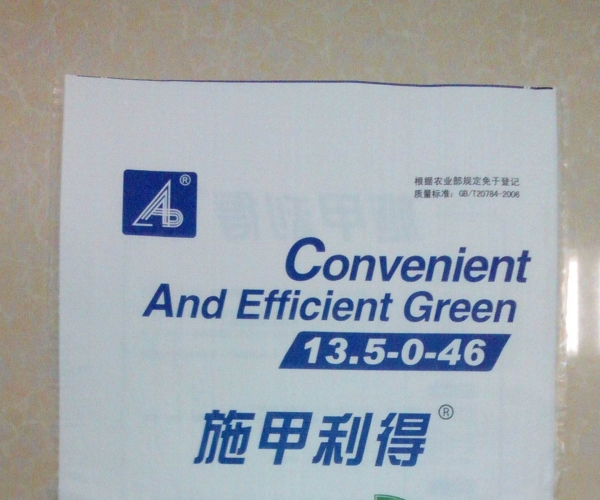 根据农业部规定免于登记
质量标准：GB/T20784-2006
®
Convenient
And Efficient Green
13.5-0-46
施甲利得®